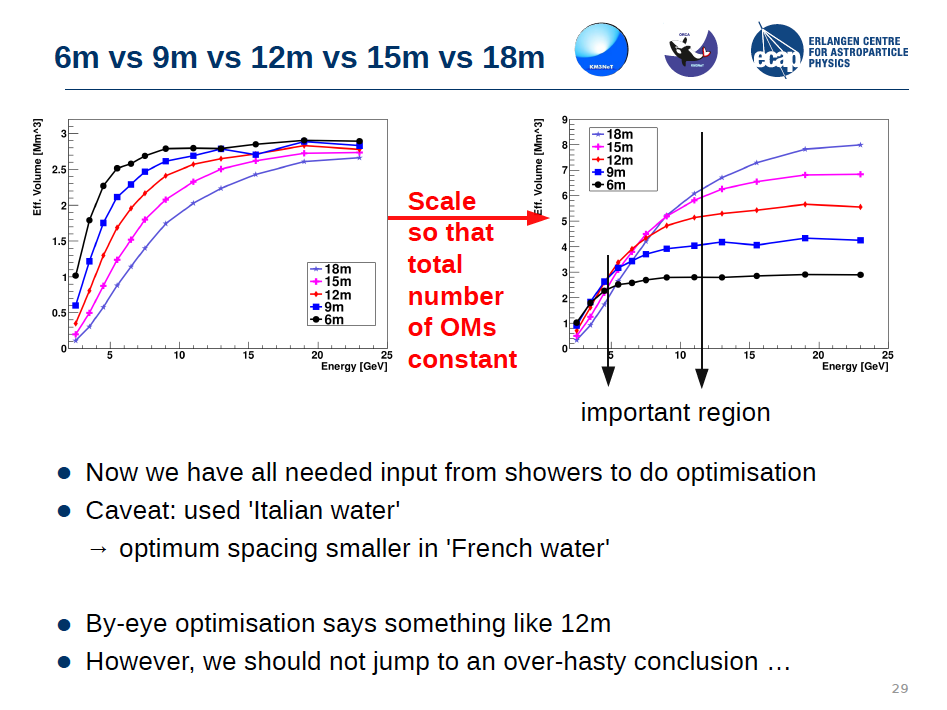 6m vs 9m vs 12m vs 15m vs 18m
KM3NeT
ORCA
KM3NeT
ecap
ERLANGEN CENTRE
FOR ASTROPARTICLE
PHYSICS
Eff. Volume [Mm^3]
3
2.5
2
1.5
1
0.5
0
5
10
15
20
25
Energy [GeV]
18m
15m
12m
9m
6m
Scale
so that
total
number
of OMs
constant
Eff. Volume [Mm^3]
9
8
7
6
5
4
3
2
1
0
5
10
15
20
25
Energy [GeV]
18m
15m
12m
9m
6m
important region
● Now we have all needed input from showers to do optimisation
● Caveat: used 'Italian water'
→ optimum spacing smaller in 'French water'
● By-eye optimisation says something like 12m
● However, we should not jump to an over-hasty conclusion …
29